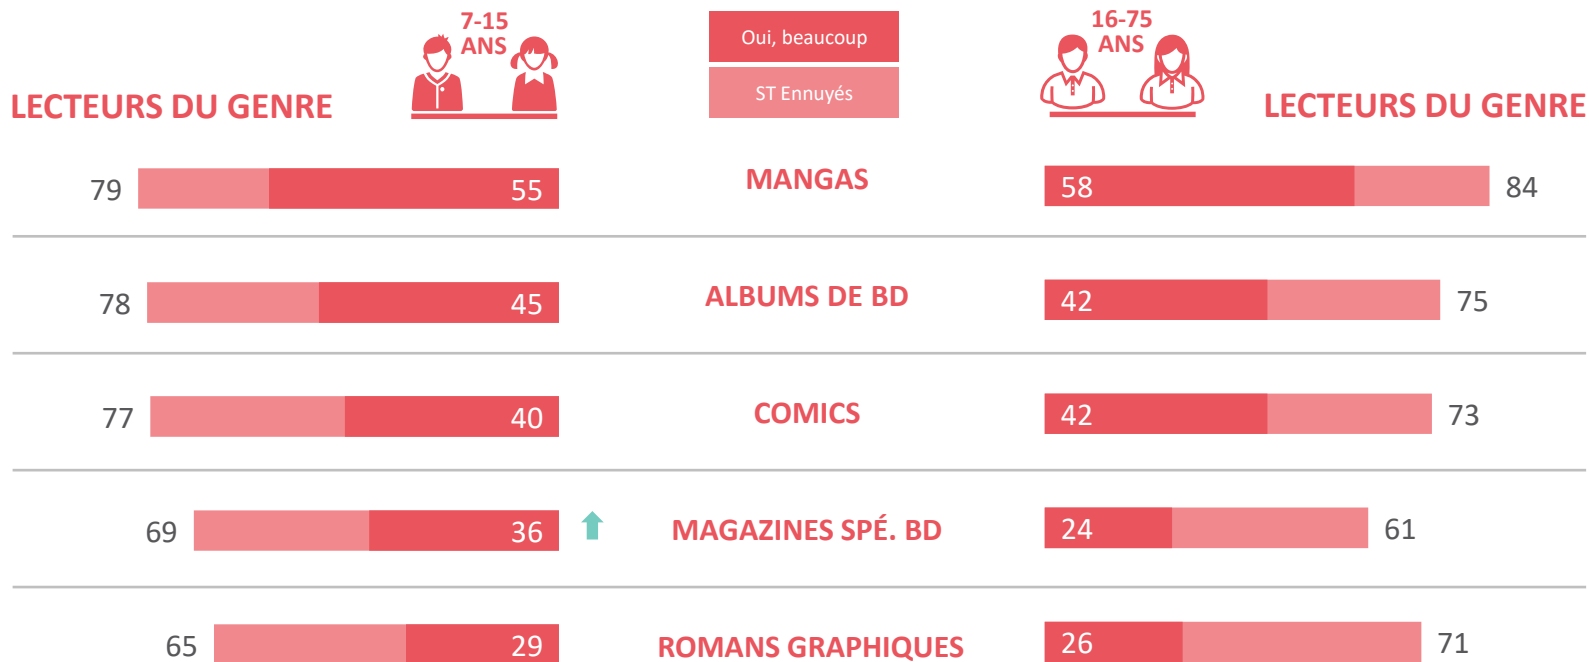 7-15
ANS
Oui, beaucoup
ST Ennuyés
16-75
ANS
LECTEURS DU GENRE
LECTEURS DU GENRE
79
55
MANGAS
58
84
78
45
ALBUMS DE BD
42
75
77
40
COMICS
42
73
69
36
MAGAZINES SPÉ. BD
24
61
65
29
ROMANS GRAPHIQUES
26
71